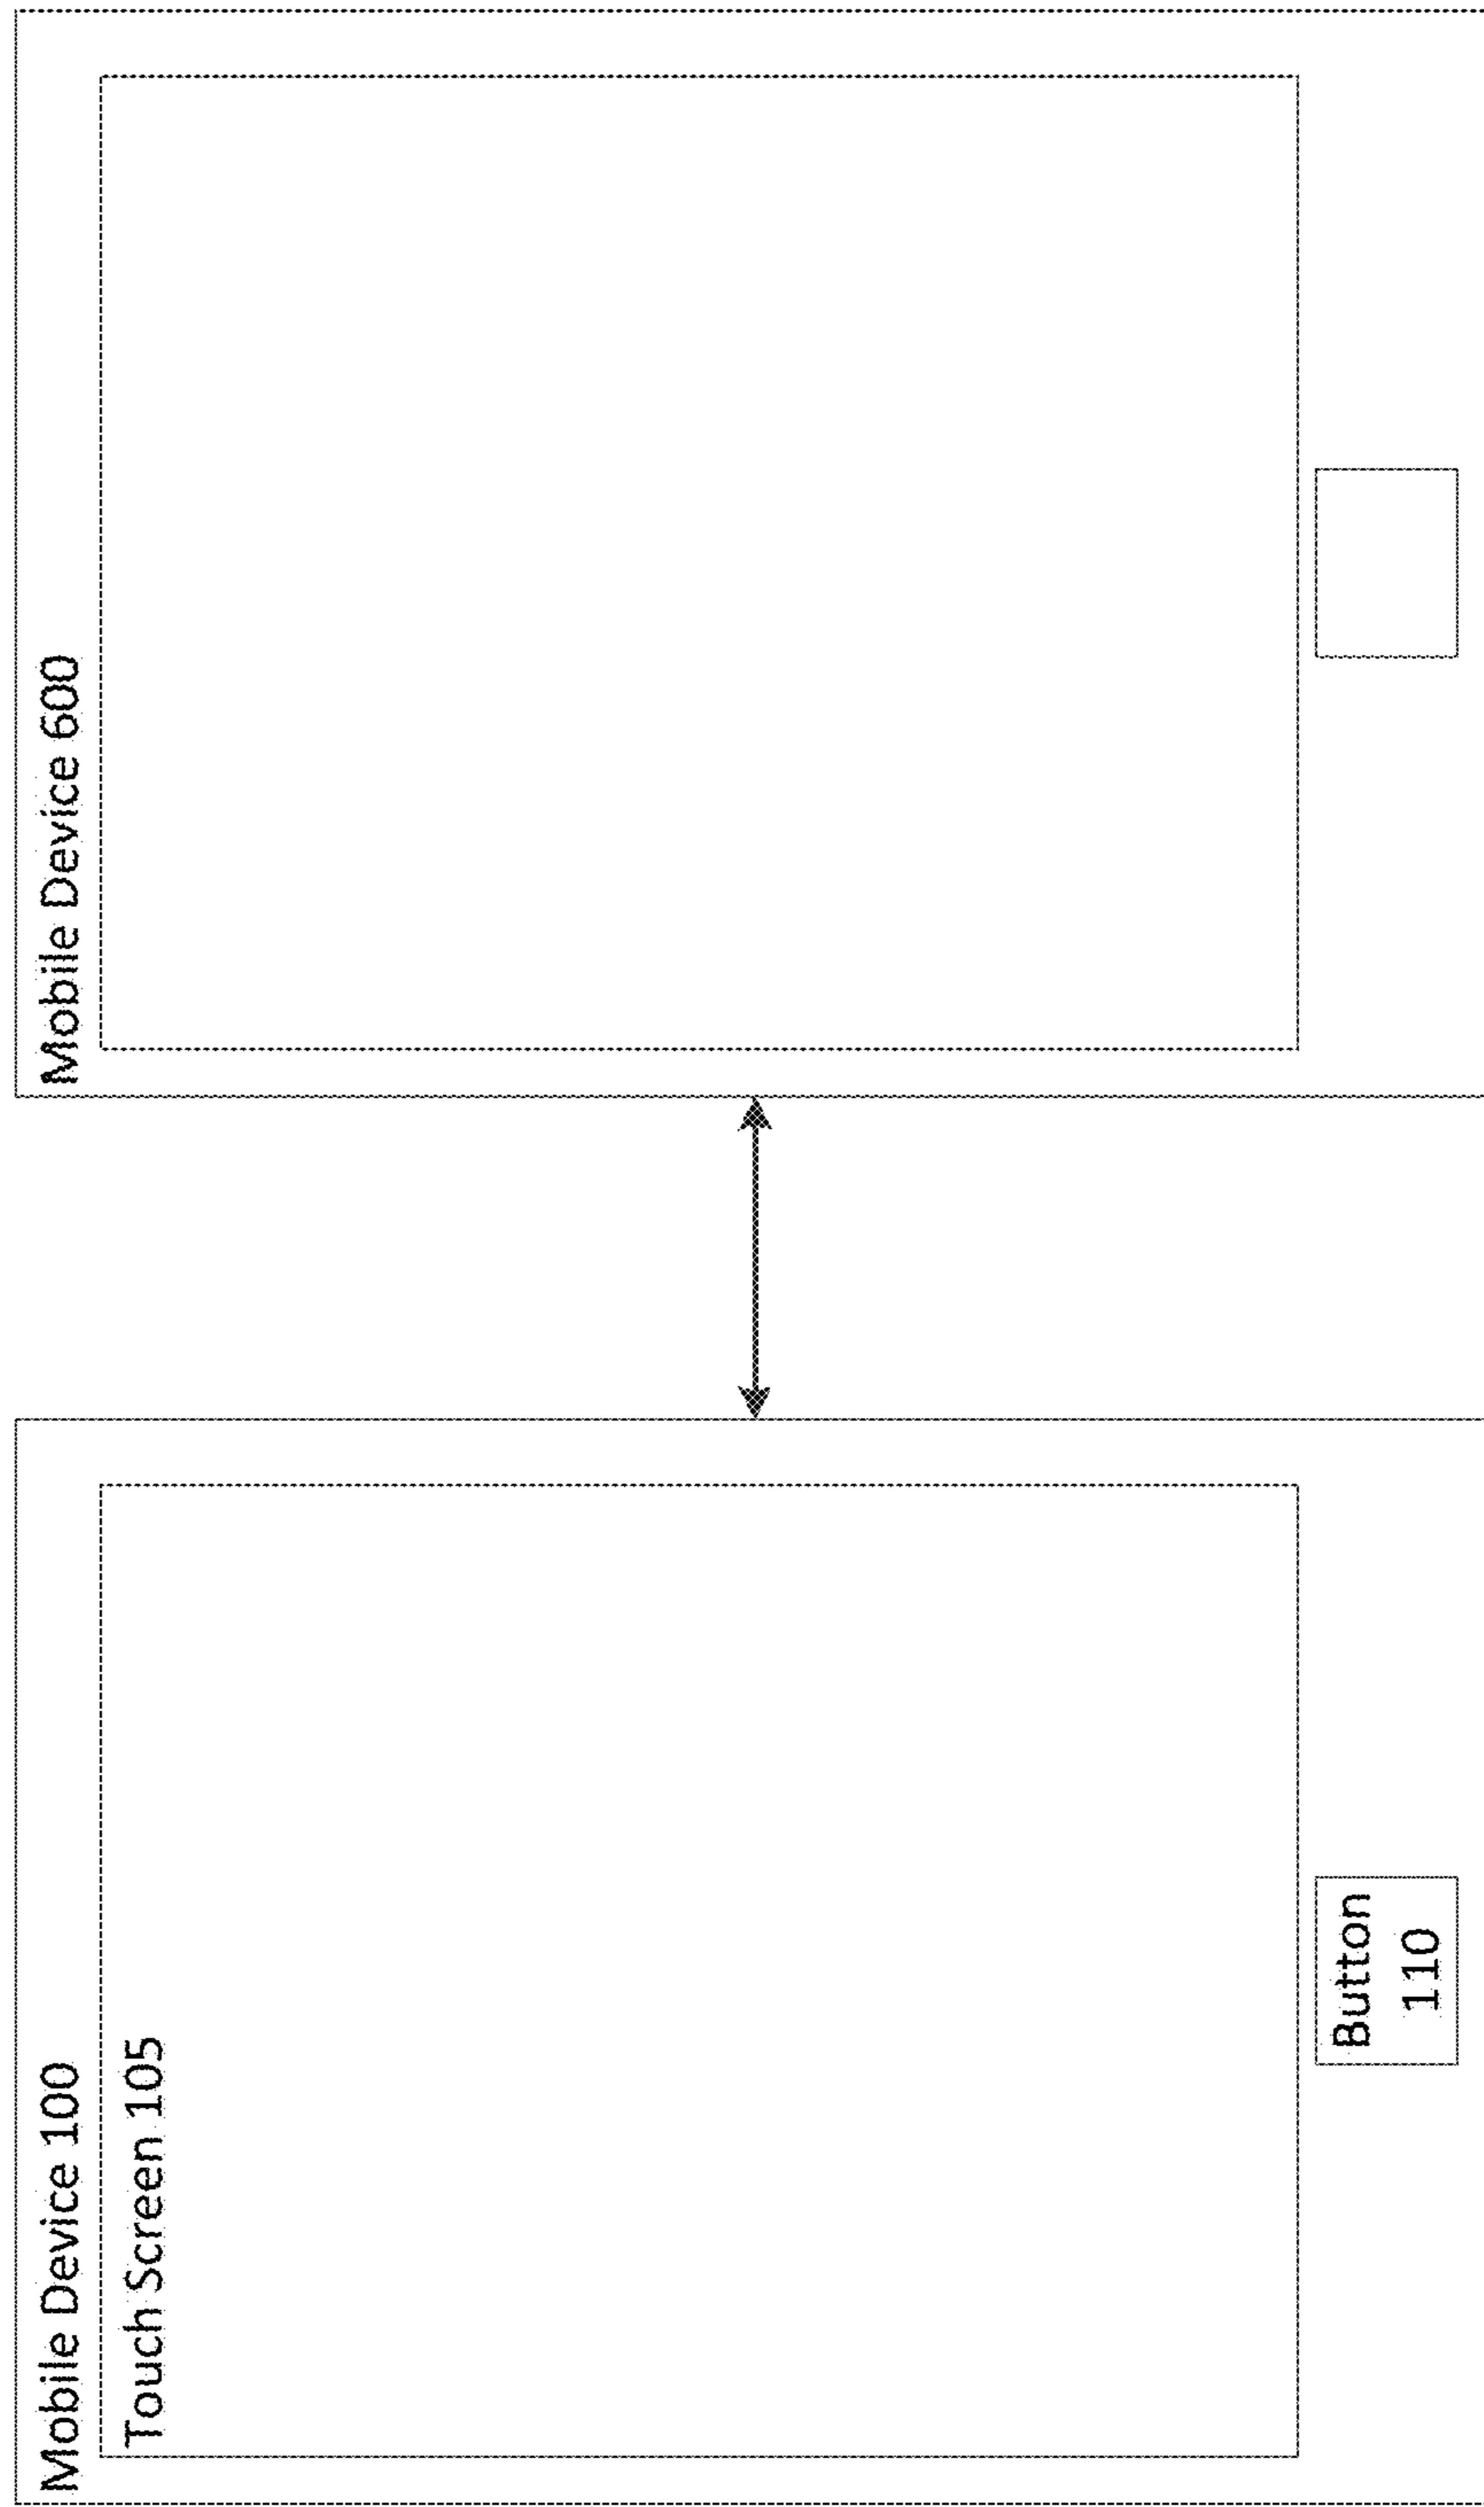 Mobile Device 100
Touch Screen 105
Button
110
Mobile Device 600